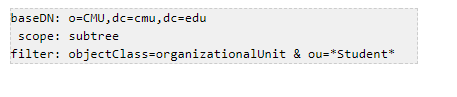 baseDN: o=CMU,dc=cmu,dc=edu
scope: subtree
filter: objectClass=organizationalUnit & ou=*Student*